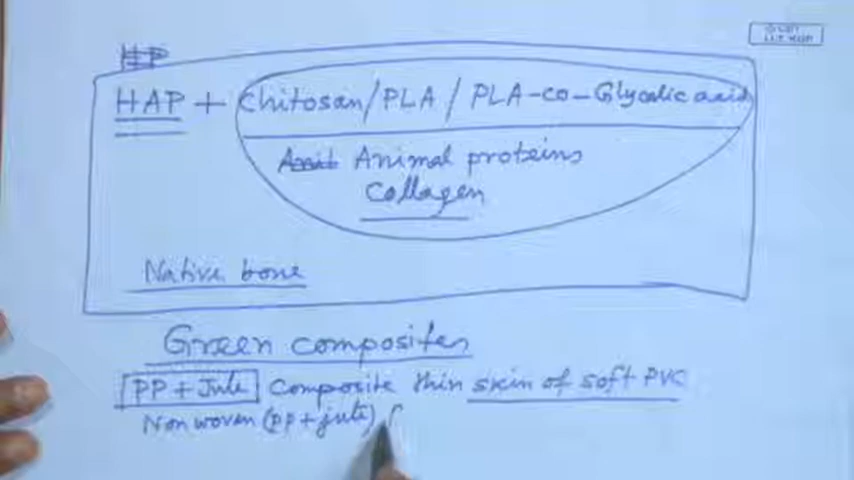 HP
HAP + Chitosan/PLA / PLA-co-Glycolic acid
Animal proteins
Collagen
Native bone
Green composites
PP + Jute Composite thin skin of soft PVC
Non woven (PP + jute) (